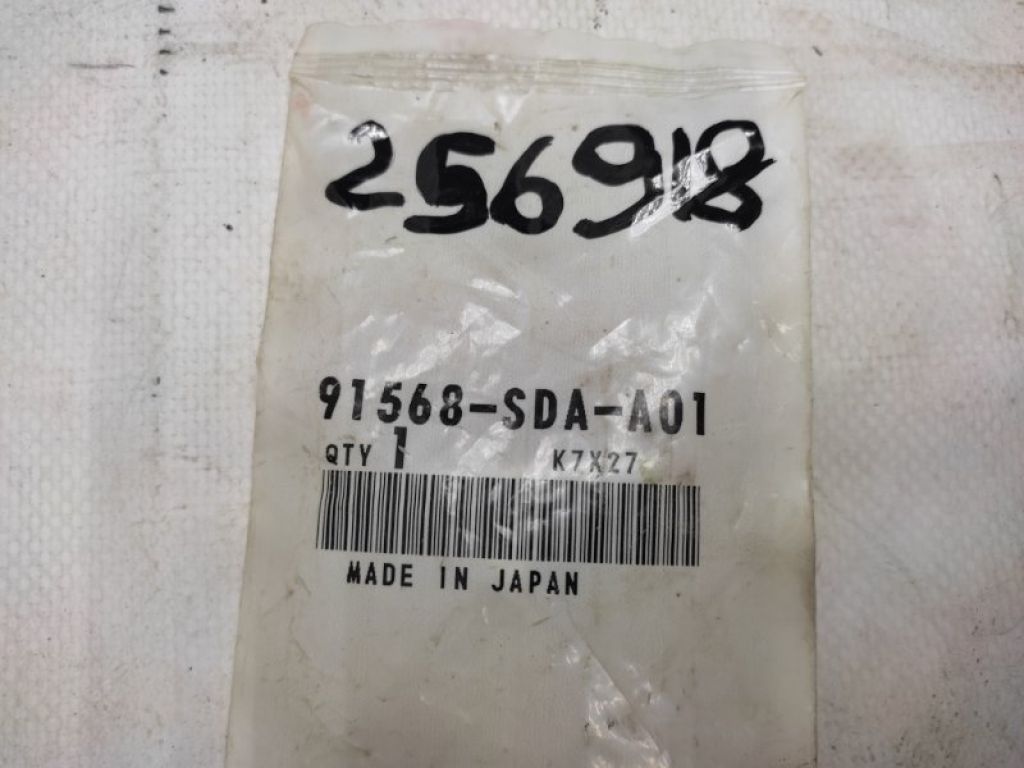 256918
91568-SDA-A01
QTY 1 K7X27
MADE IN JAPAN